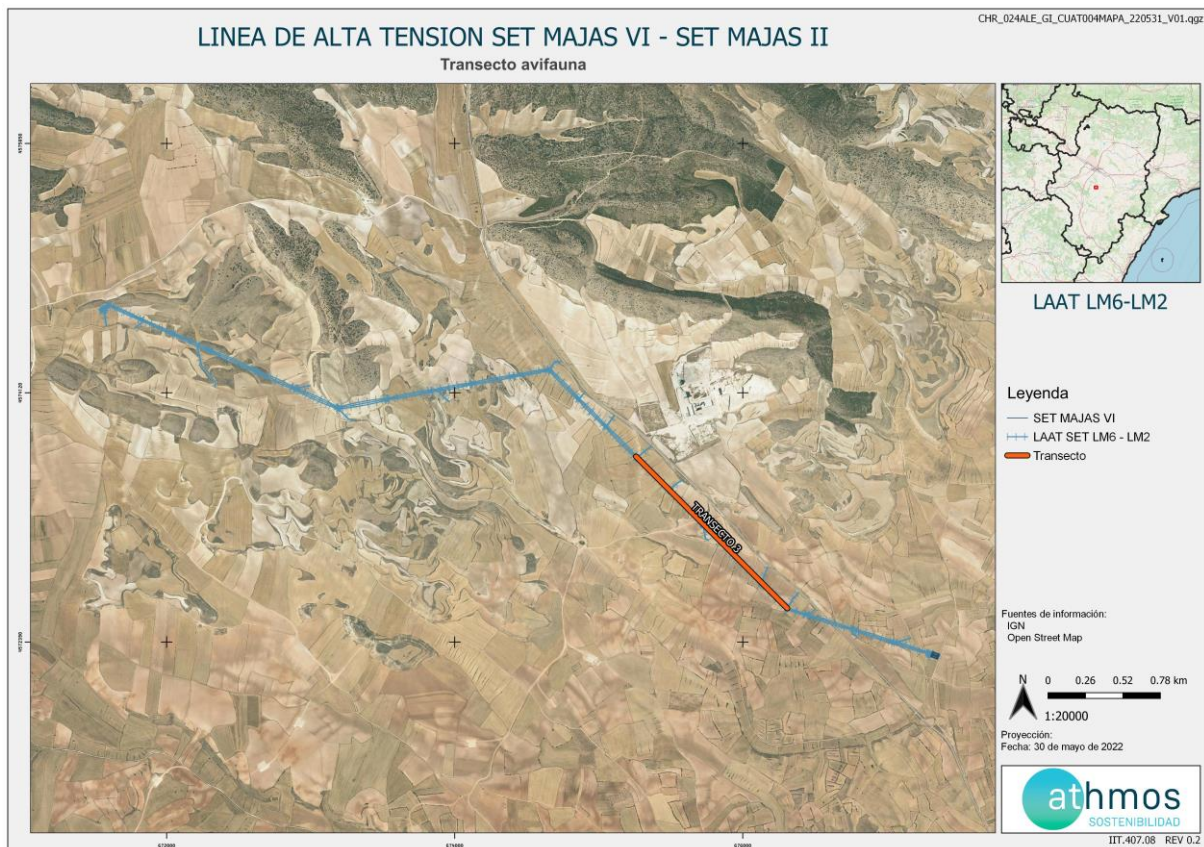 CHR_024ALE_GI_CUAT004MAPA_220531_V01.qgz
LINEA DE ALTA TENSION SET MAJAS VI - SET MAJAS II
Transecto avifauna
TRANSECTO 3
LAAT LM6-LM2
Leyenda
SET MAJAS VI
LAAT SET LM6 - LM2
Transecto
Fuentes de información:
IGN
Open Street Map
N
0 0.26 0.52 0.78 km
1:20000
Proyección:
Fecha: 30 de mayo de 2022
athmos
SOSTENIBILIDAD
IIT.407.08 REV 0.2